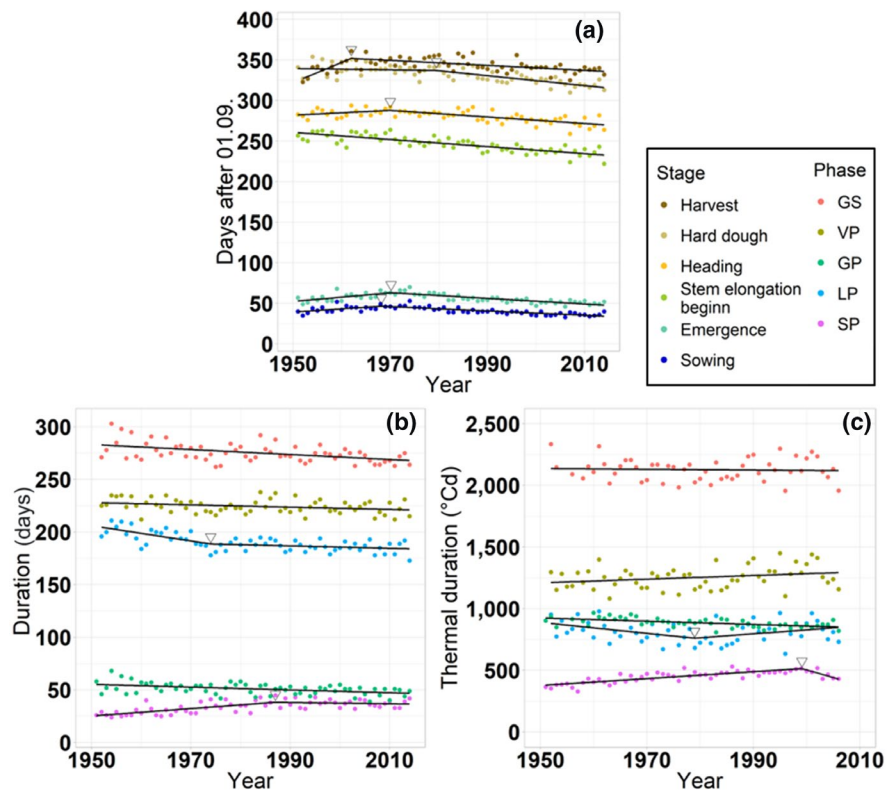 (a)
400
350
300
250
200
150
100
50
0
Days after 01.09.
1950
1970
1990
2010
Year
Stage
Harvest
Hard dough
Heading
Stem elongation
beginn
Emergence
Sowing
Phase
GS
VP
GP
LP
SP
(b)
300
250
200
150
100
50
0
Duration (days)
1950
1970
1990
2010
Year
(c)
2,500
2,000
1,500
1,000
500
0
Thermal duration (°Cd)
1950
1970
1990
2010
Year